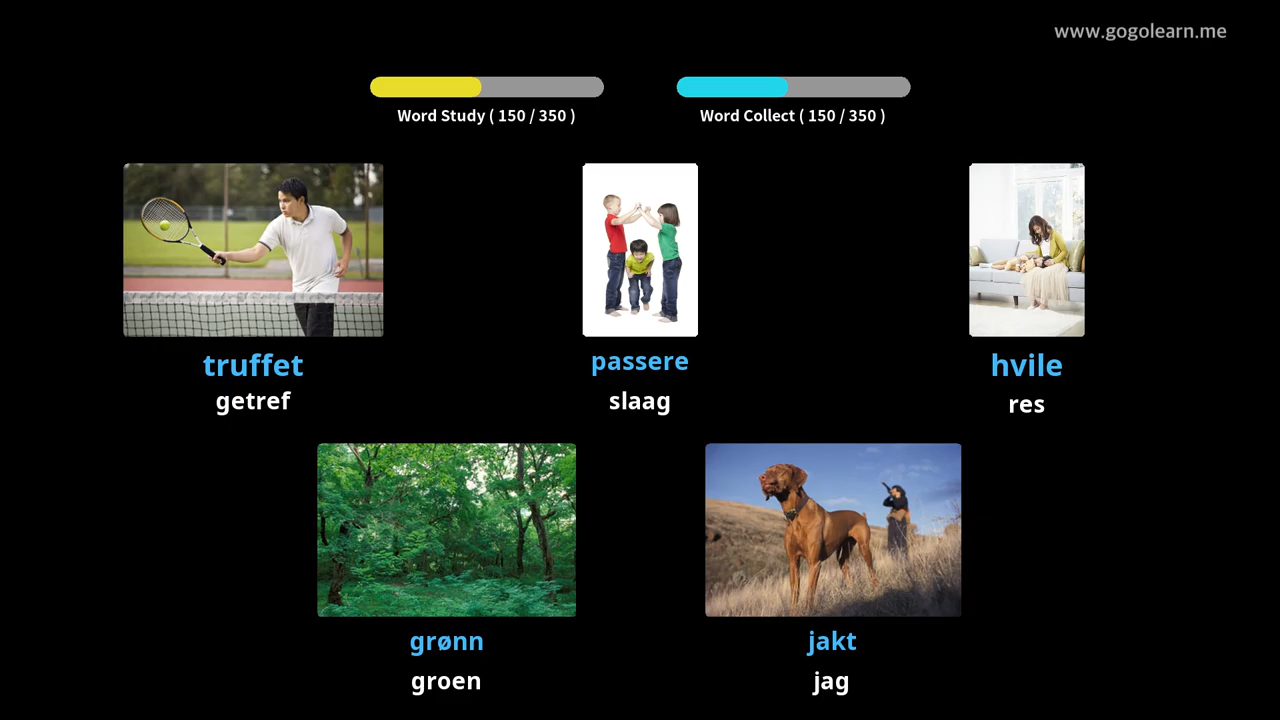 www.gogolearn.me
Word Study ( 150 / 350 )
Word Collect ( 150 / 350 )
truffet
getref
passere
slaag
hvile
res
grønn
groen
jakt
jag